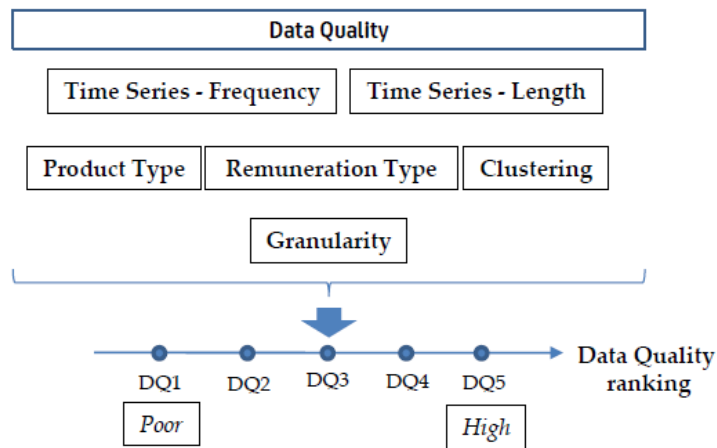 Data Quality
Time Series - Frequency
Time Series - Length
Product Type
Remuneration Type
Clustering
Granularity
DQ1
DQ2
DQ3
DQ4
DQ5
Data Quality
ranking
Poor
High